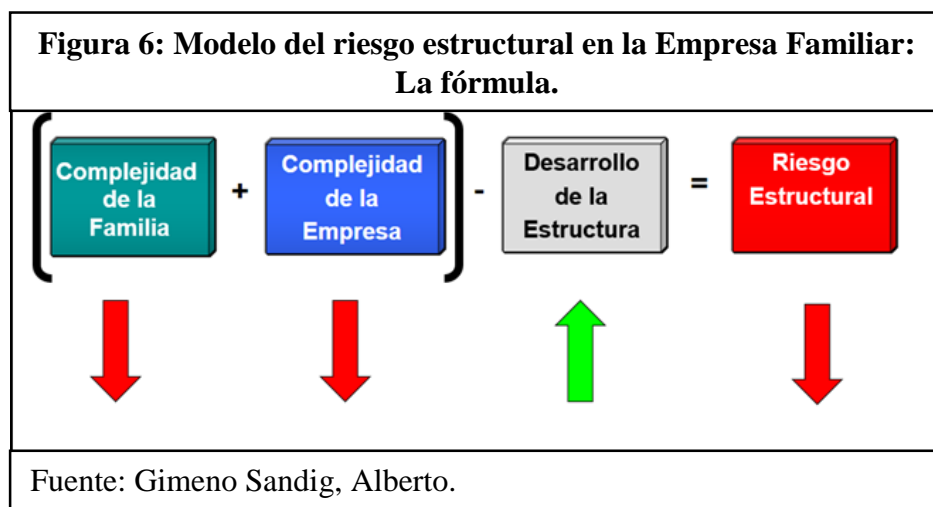 Figura 6: Modelo del riesgo estructural en la Empresa Familiar:
La fórmula.
Complejidad
de la
Familia
+
Complejidad
de la
Empresa
-
Desarrollo
de la
Estructura
=
Riesgo
Estructural
Fuente: Gimeno Sandig, Alberto.